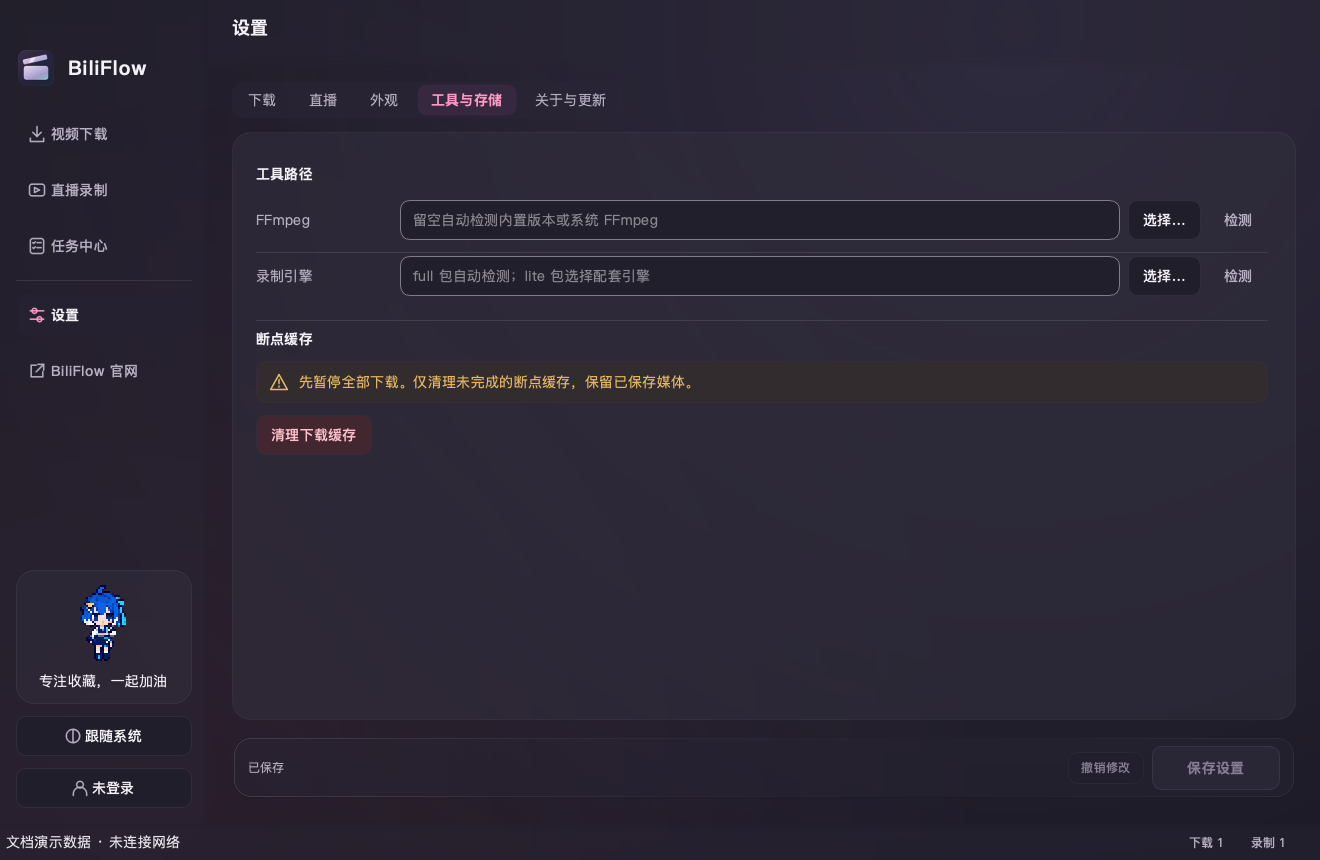 设置
BiliFlow
下载 直播 外观 工具与存储 关于与更新
视频下载
直播录制
任务中心
设置
BiliFlow 官网
工具路径
FFmpeg 留空自动检测内置版本或系统 FFmpeg 选择... 检测
录制引擎 full 包自动检测；lite 包选择配套引擎 选择... 检测
断点缓存
先暂停全部下载。仅清理未完成的断点缓存，保留已保存媒体。
清理下载缓存
专注收藏，一起加油
跟随系统
未登录
已保存 撤销修改 保存设置
文档演示数据 · 未连接网络 下载 1 录制 1